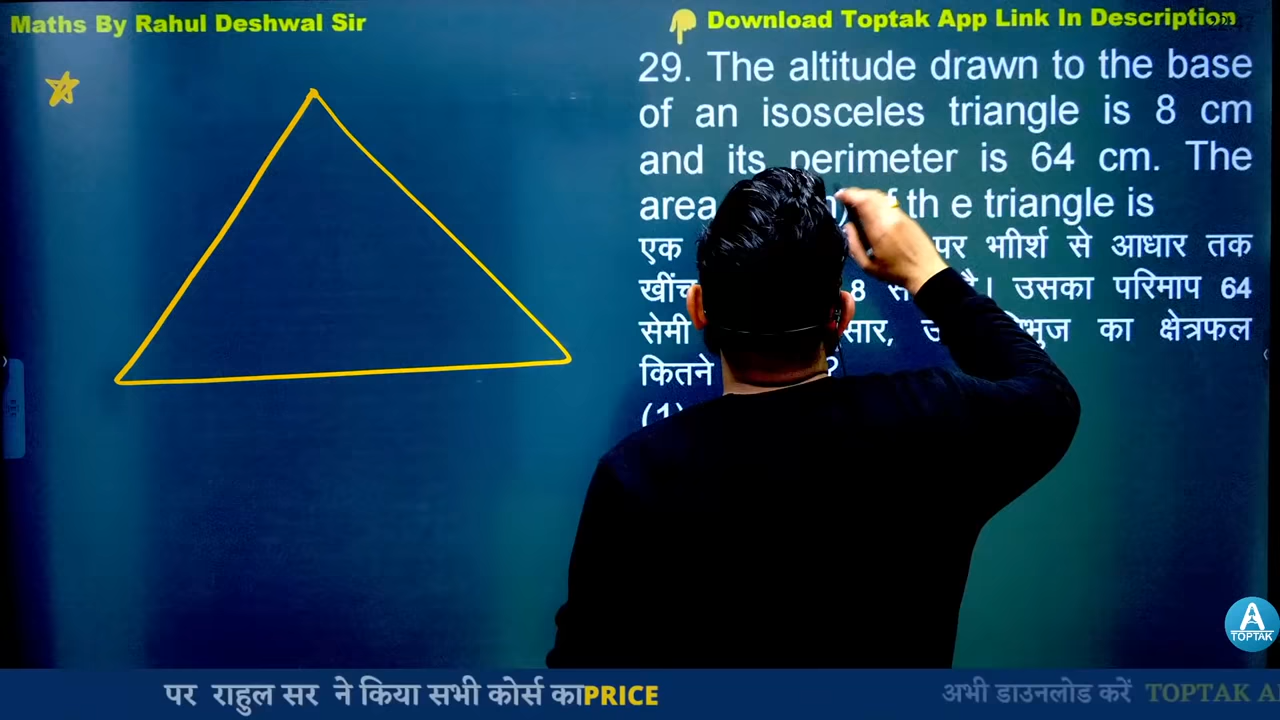 Maths By Rahul Deshwal Sir
Download Toptak App Link In Description
29. The altitude drawn to the base
of an isosceles triangle is 8 cm
and its perimeter is 64 cm. The
area th e triangle is
एक पर भाीर्श से आधार तक
खींच 8 है। उसका परिमाप 64
सेमी सार, का क्षेत्रफल
कितने ?
(1)
A
TOPTAK
पर राहुल सर ने किया सभी कोर्स का PRICE
अभी डाउनलोड करें TOPTAK